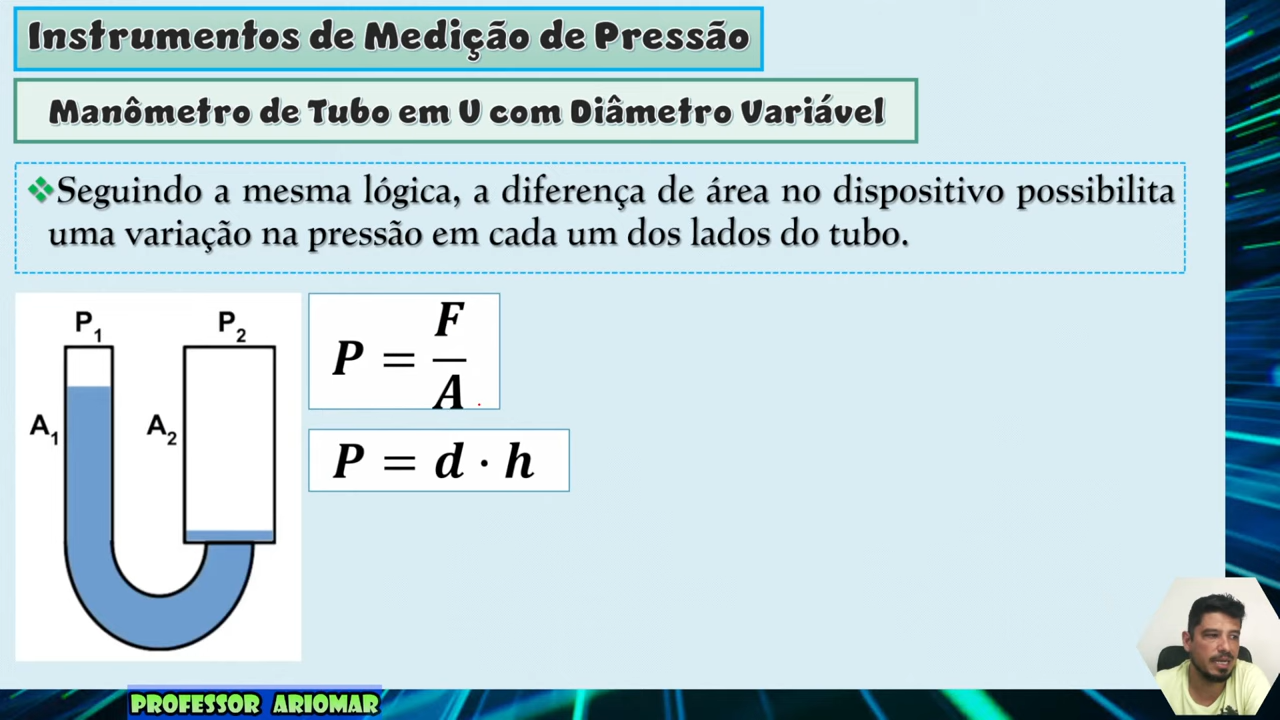 Instrumentos de Medição de Pressão
Manômetro de Tubo em U com Diâmetro Variável
❖Seguindo a mesma lógica, a diferença de área no dispositivo possibilita
uma variação na pressão em cada um dos lados do tubo.
P₁ P₂
A₁ A₂
P = F/A
P = d · h
PROFESSOR ARIOMAR